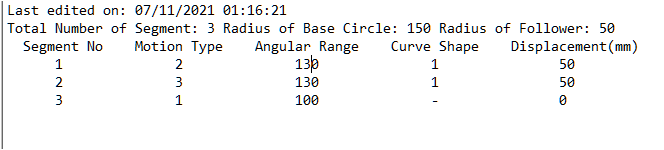 Last edited on: 07/11/2021 01:16:21
Total Number of Segment: 3 Radius of Base Circle: 150 Radius of Follower: 50
Segment No Motion Type Angular Range Curve Shape Displacement(mm)
1 2 130 1 50
2 3 130 1 50
3 1 100 - 0